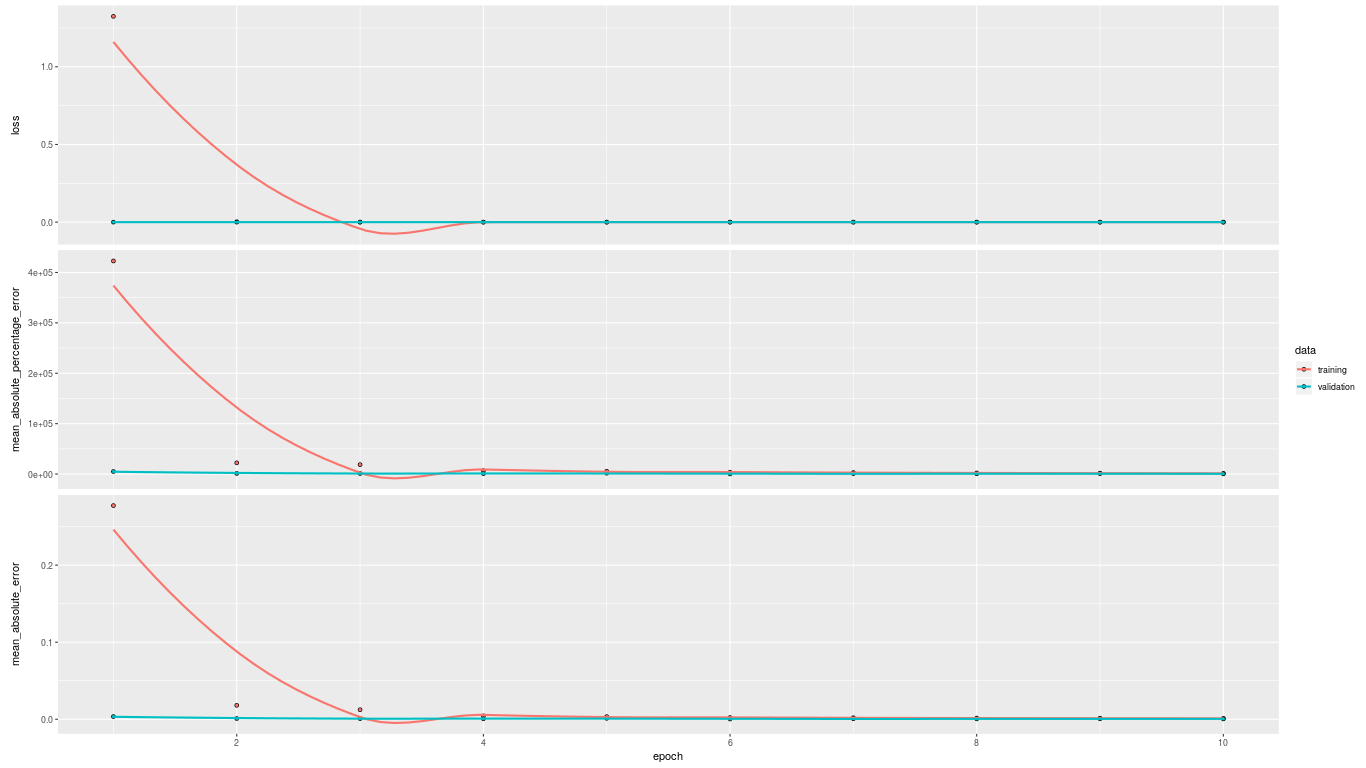 loss
1.0
0.5
0.0
mean_absolute_percentage_error
4e+05
3e+05
2e+05
1e+05
0e+00
mean_absolute_error
0.2
0.1
0.0
2 4 6 8 10
epoch
data
training
validation